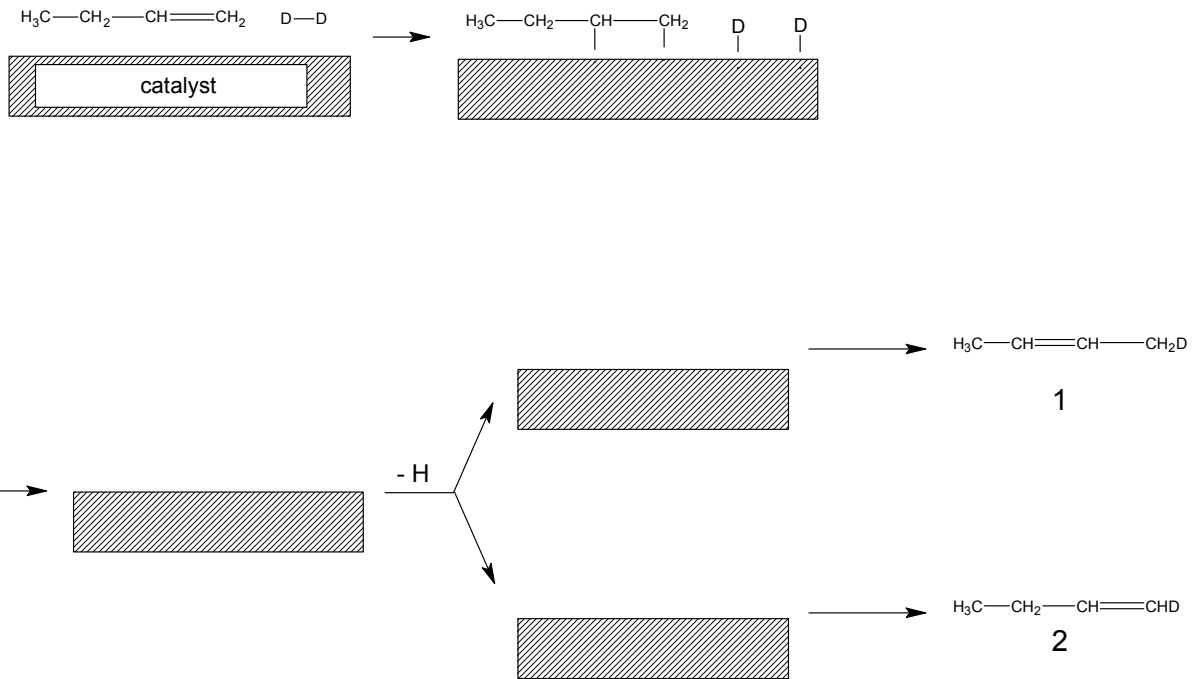 H₃C—CH₂—CH=CH₂ D—D
H₃C—CH₂—CH—CH₂ D D
catalyst
H₃C—CH=CH—CH₂D
1
- H
H₃C—CH₂—CH=CHD
2